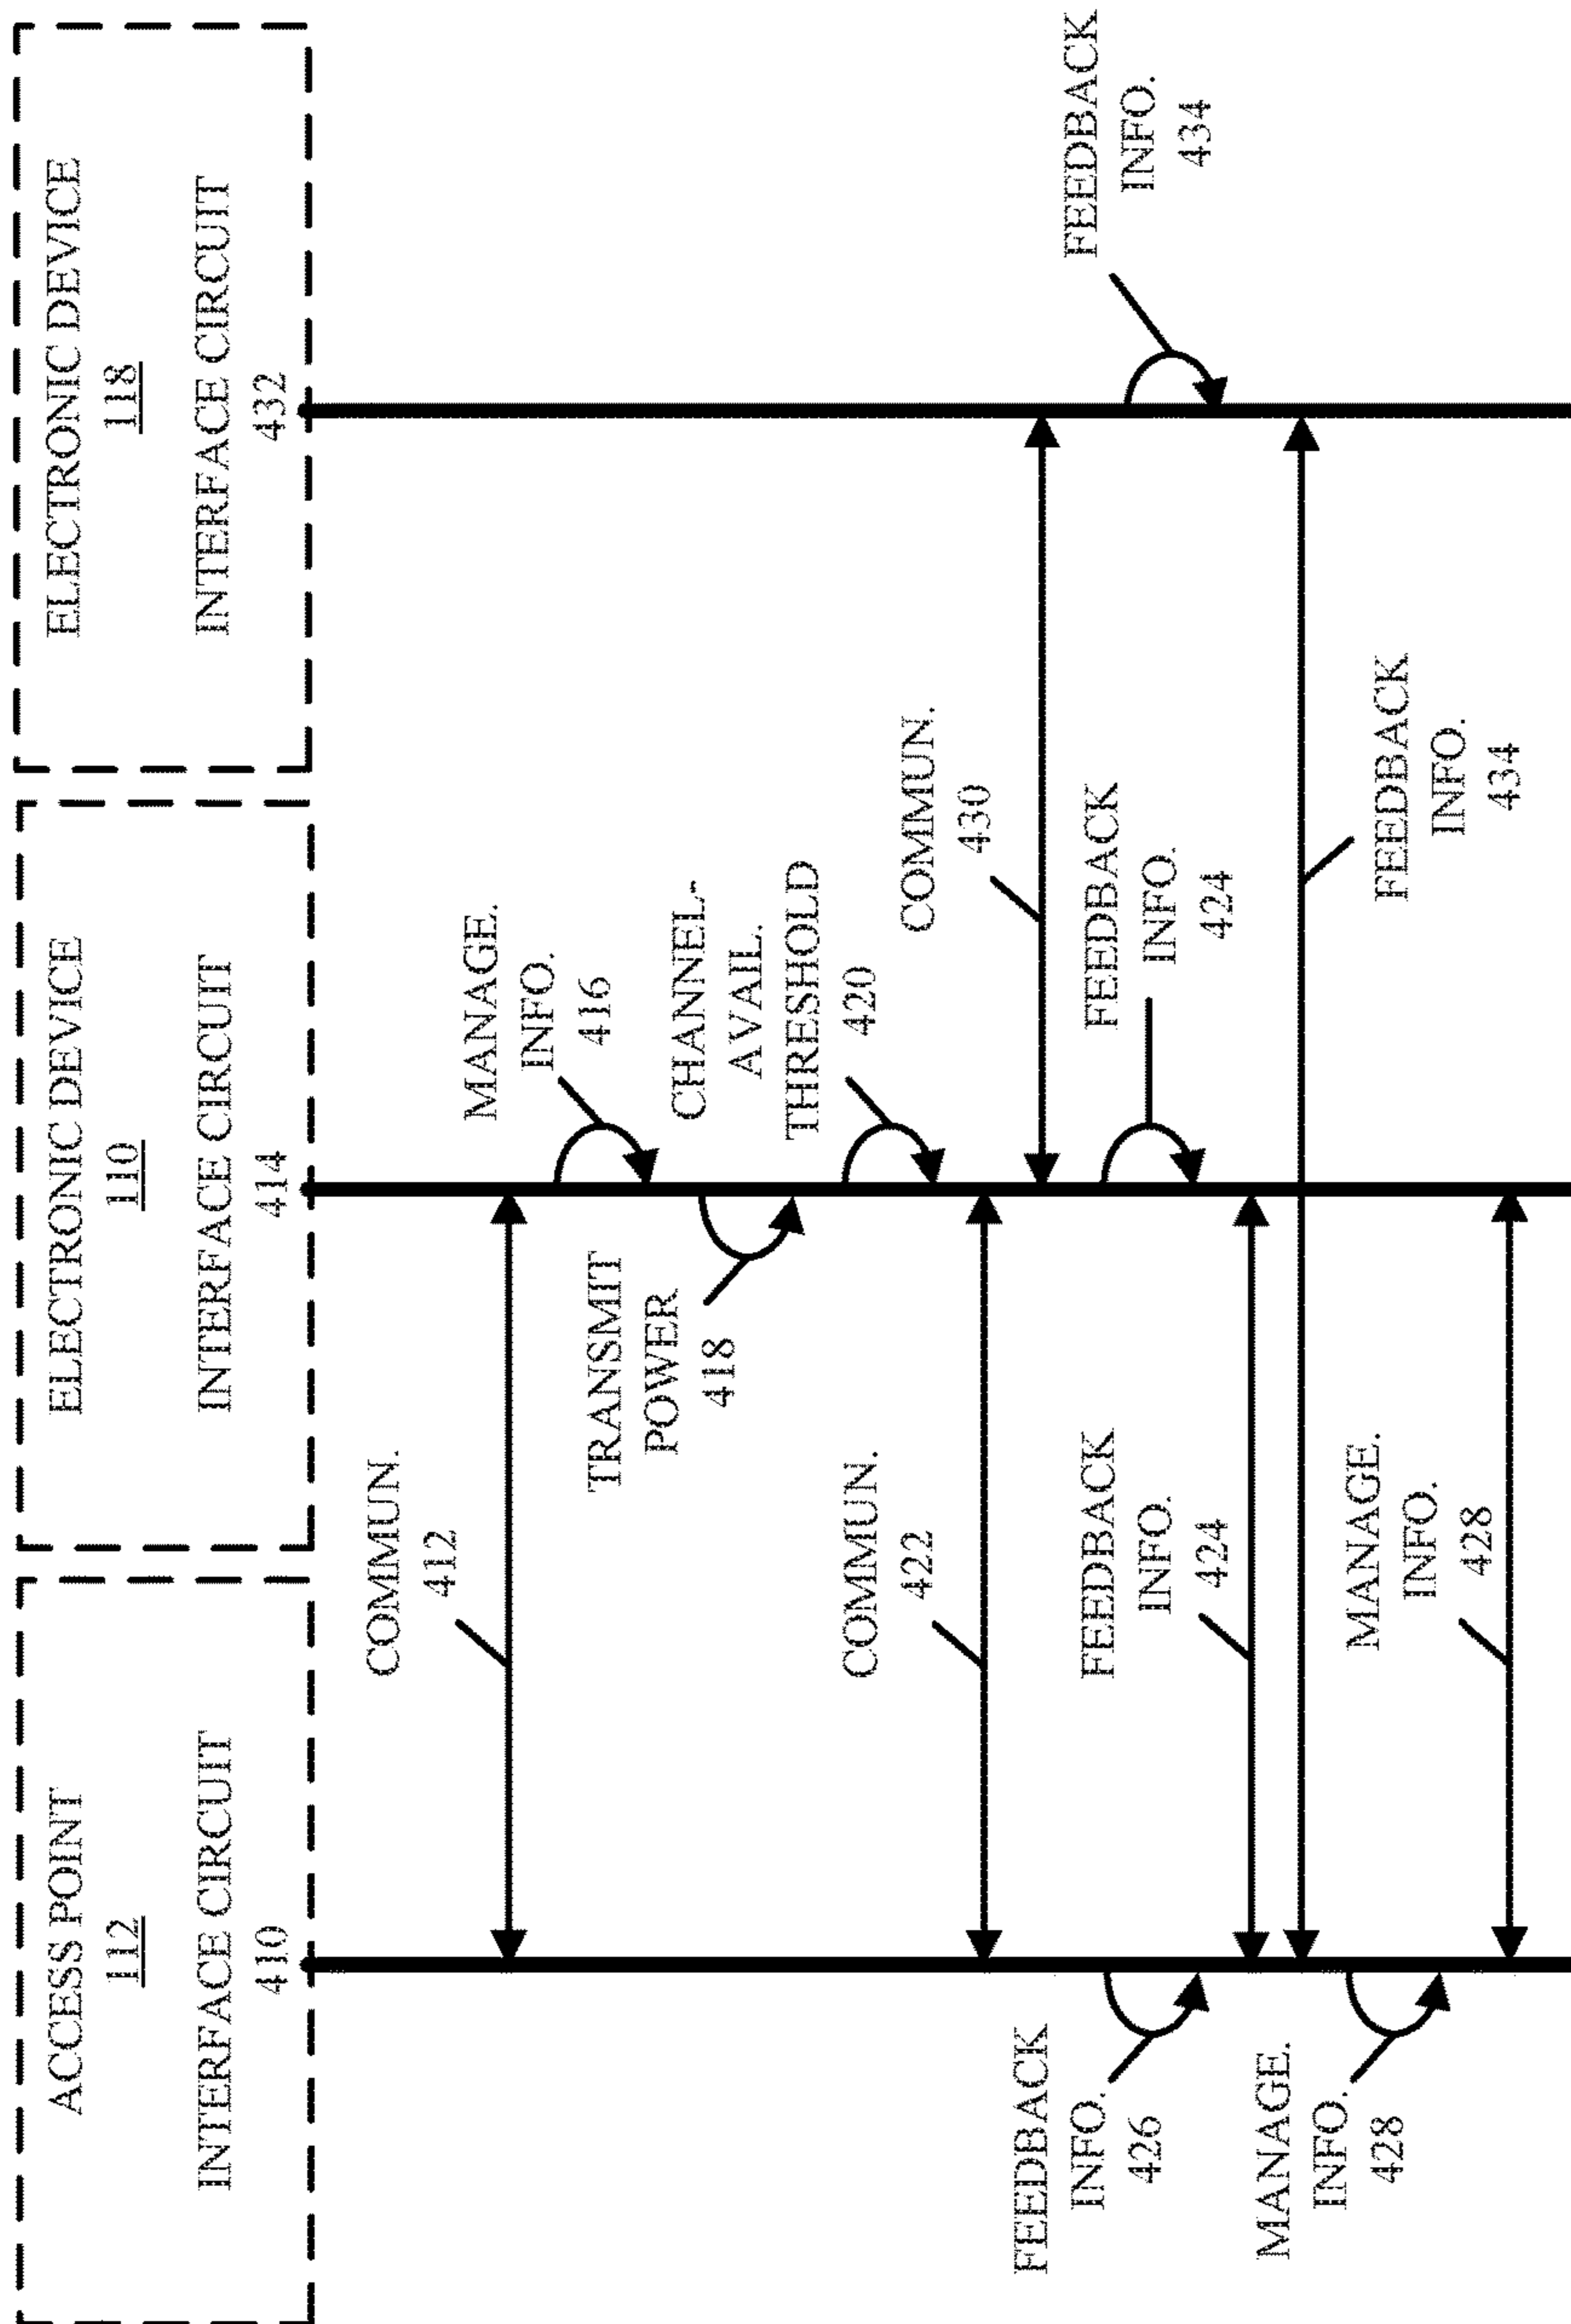 ACCESS POINT
112
INTERFACE CIRCUIT
410
ELECTRONIC DEVICE
110
INTERFACE CIRCUIT
414
ELECTRONIC DEVICE
118
INTERFACE CIRCUIT
432
COMMUN.
412
MANAGE.
INFO.
416
TRANSMIT
POWER
418
CHANNEL-
AVAIL.
THRESHOLD
420
COMMUN.
422
COMMUN.
430
FEEDBACK
INFO.
426
FEEDBACK
INFO.
424
FEEDBACK
INFO.
424
FEEDBACK
INFO.
434
FEEDBACK
INFO.
434
MANAGE.
INFO.
428
MANAGE.
INFO.
428